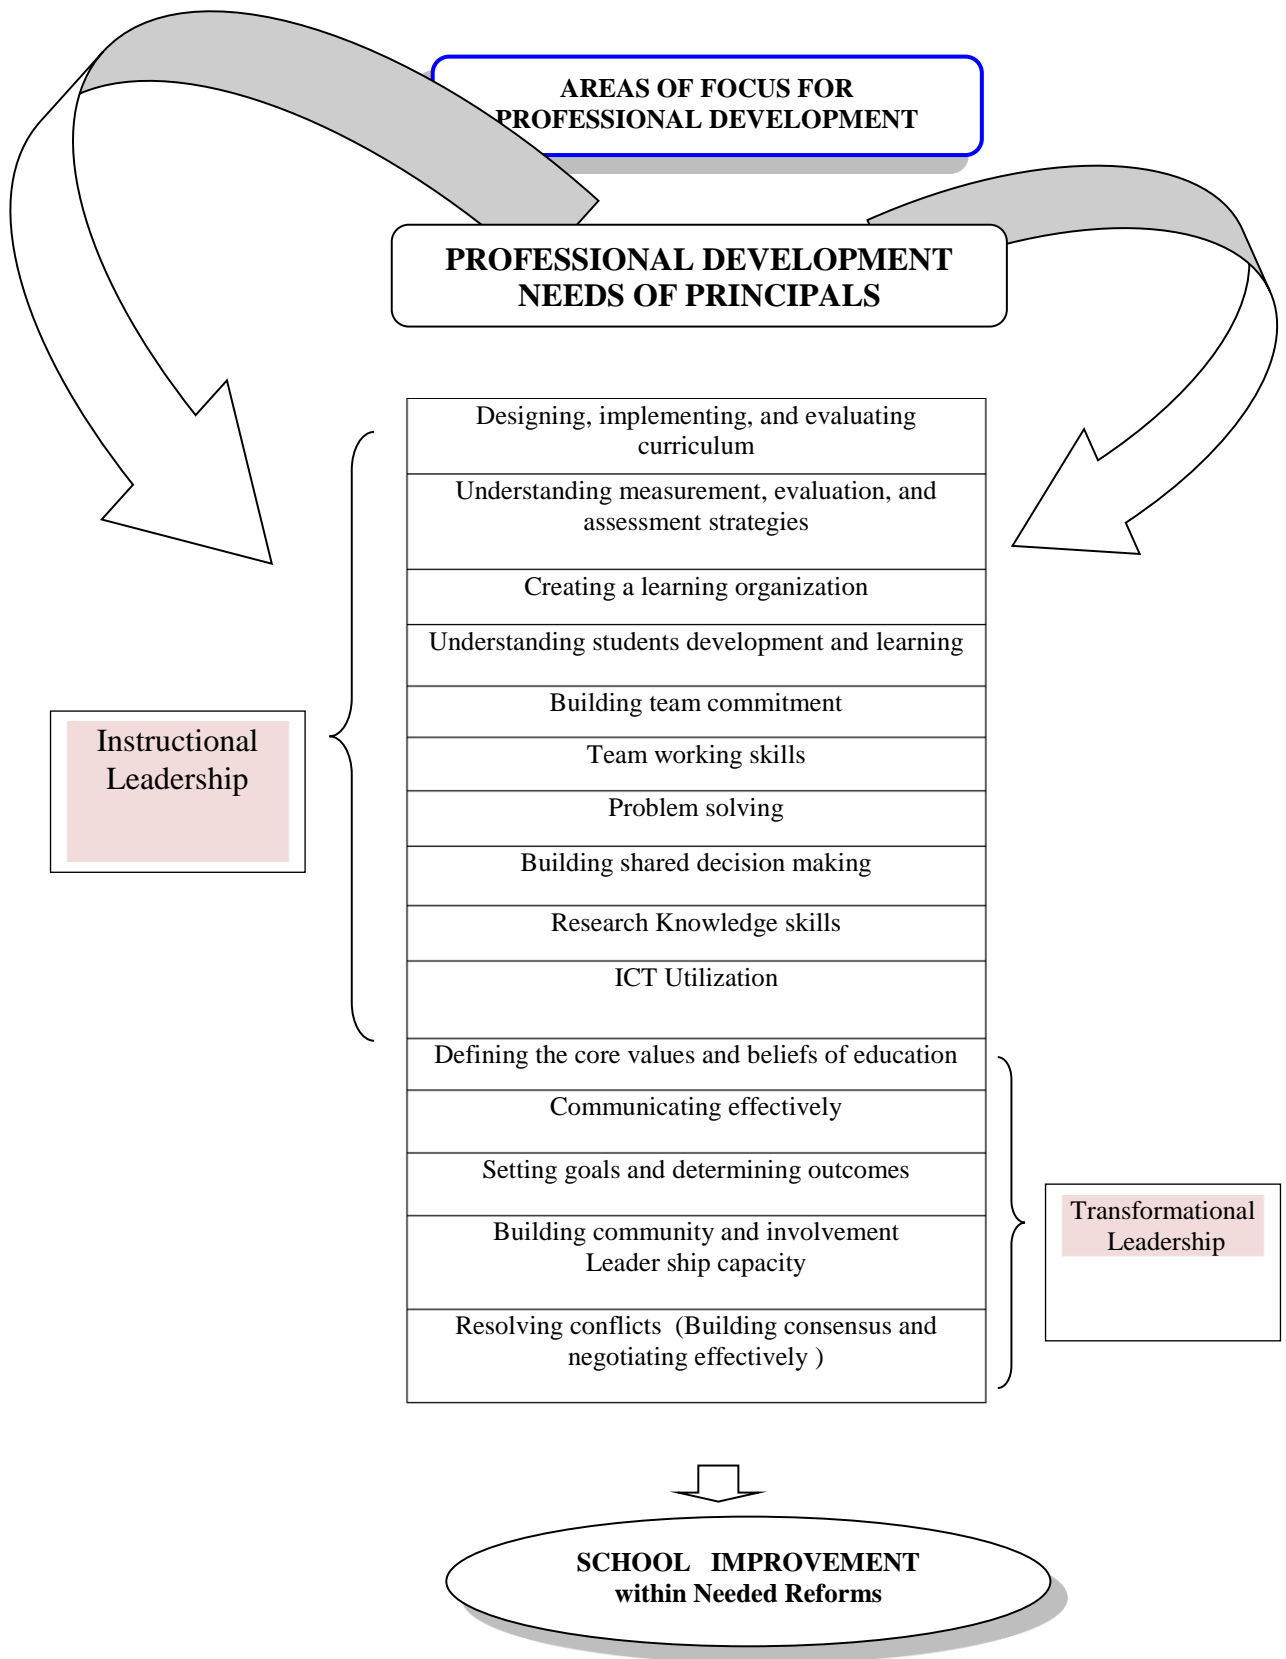 AREAS OF FOCUS FOR
PROFESSIONAL DEVELOPMENT
PROFESSIONAL DEVELOPMENT
NEEDS OF PRINCIPALS
Designing, implementing, and evaluating
curriculum
Understanding measurement, evaluation, and
assessment strategies
Creating a learning organization
Understanding students development and learning
Building team commitment
Team working skills
Problem solving
Building shared decision making
Research Knowledge skills
ICT Utilization
Instructional
Leadership
Defining the core values and beliefs of education
Communicating effectively
Setting goals and determining outcomes
Building community and involvement
Leader ship capacity
Resolving conflicts (Building consensus and
negotiating effectively )
Transformational
Leadership
SCHOOL IMPROVEMENT
within Needed Reforms